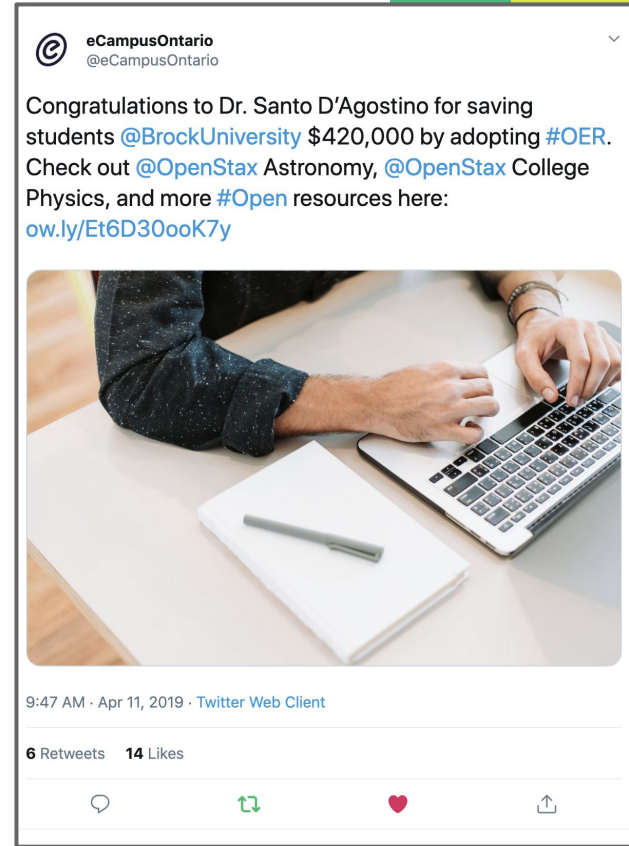 eCampusOntario
@eCampusOntario
Congratulations to Dr. Santo D’Agostino for saving
students @BrockUniversity $420,000 by adopting #OER.
Check out @OpenStax Astronomy, @OpenStax College
Physics, and more #Open resources here:
ow.ly/Et6D30ooK7y
9:47 AM · Apr 11, 2019 · Twitter Web Client
6 Retweets 14 Likes